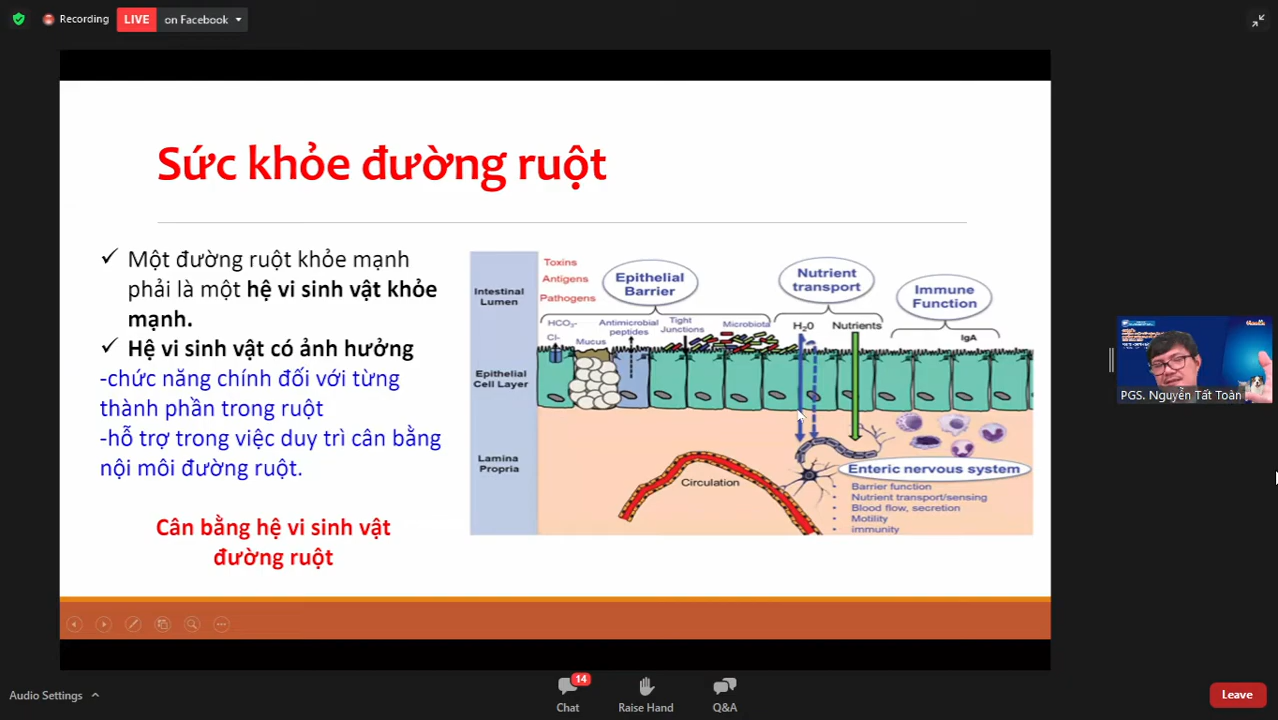 Recording
LIVE
on Facebook
Sức khỏe đường ruột
✓ Một đường ruột khỏe mạnh
phải là một hệ vi sinh vật khỏe
mạnh.
✓ Hệ vi sinh vật có ảnh hưởng
-chức năng chính đối với từng
thành phần trong ruột
-hỗ trợ trong việc duy trì cân bằng
nội môi đường ruột.
Cân bằng hệ vi sinh vật
đường ruột
Intestinal
Lumen
Toxins
Antigens
Pathogens
Epithelial
Barrier
Nutrient
transport
Immune
Function
HCO₃-
Cl-
Mucus
Antimicrobial
peptides
Tight
Junctions
Microbiota
H₂0
Nutrients
IgA
Epithelial
Cell Layer
Lamina
Propria
Circulation
Enteric nervous system
• Barrier function
• Nutrient transport/sensing
• Blood flow, secretion
• Motility
• immunity
PGS. Nguyễn Tất Toàn
Audio Settings
14
Chat
Raise Hand
Q&A
Leave